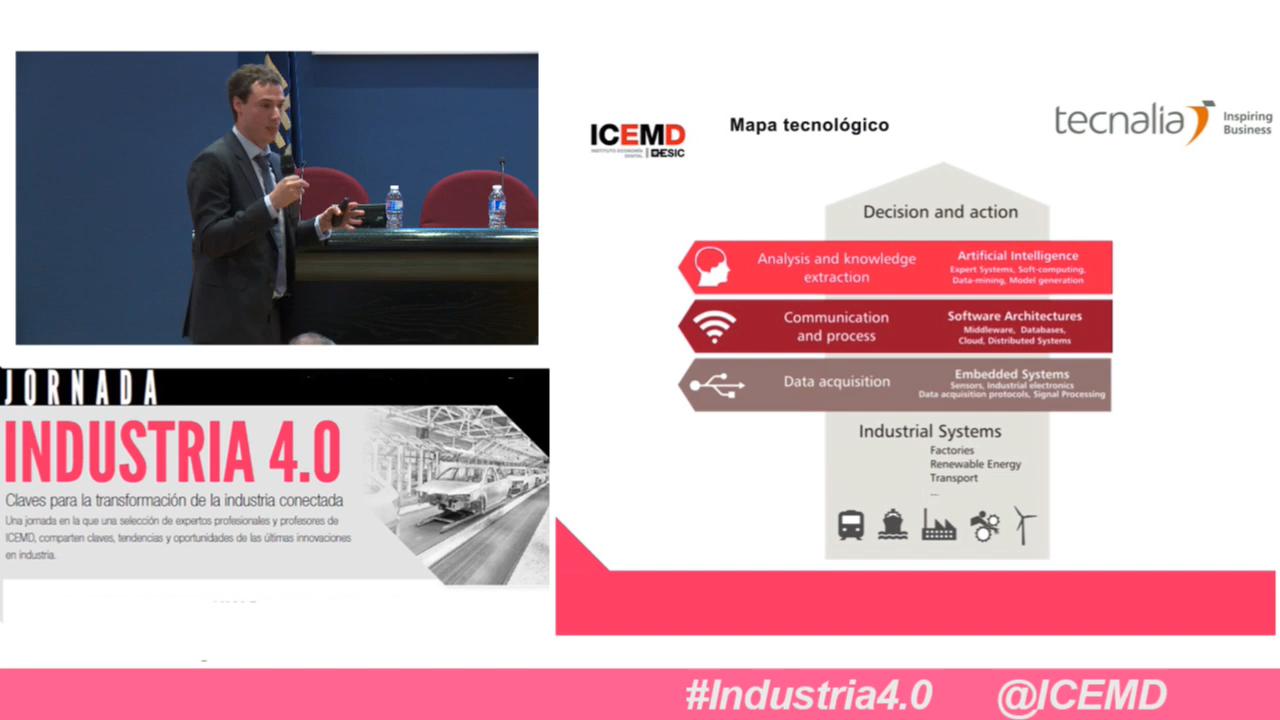 JORNADA
INDUSTRIA 4.0
Claves para la transformación de la industria conectada
Una jornada en la que una selección de expertos profesionales y profesores de
ICEMD, comparten claves, tendencias y oportunidades de las últimas innovaciones
en industria.
ICEMD
INSTITUTO ECONOMÍA
DIGITAL
ESIC
Mapa tecnológico
tecnalia
Inspiring
Business
Decision and action
Analysis and knowledge
extraction
Artificial Intelligence
Expert Systems, Soft-computing,
Data-mining, Model generation
Communication
and process
Software Architectures
Middleware, Databases,
Cloud, Distributed Systems
Data acquisition
Embedded Systems
Sensors, Industrial electronics
Data acquisition protocols, Signal Processing
Industrial Systems
Factories
Renewable Energy
Transport
...
#Industria4.0
@ICEMD